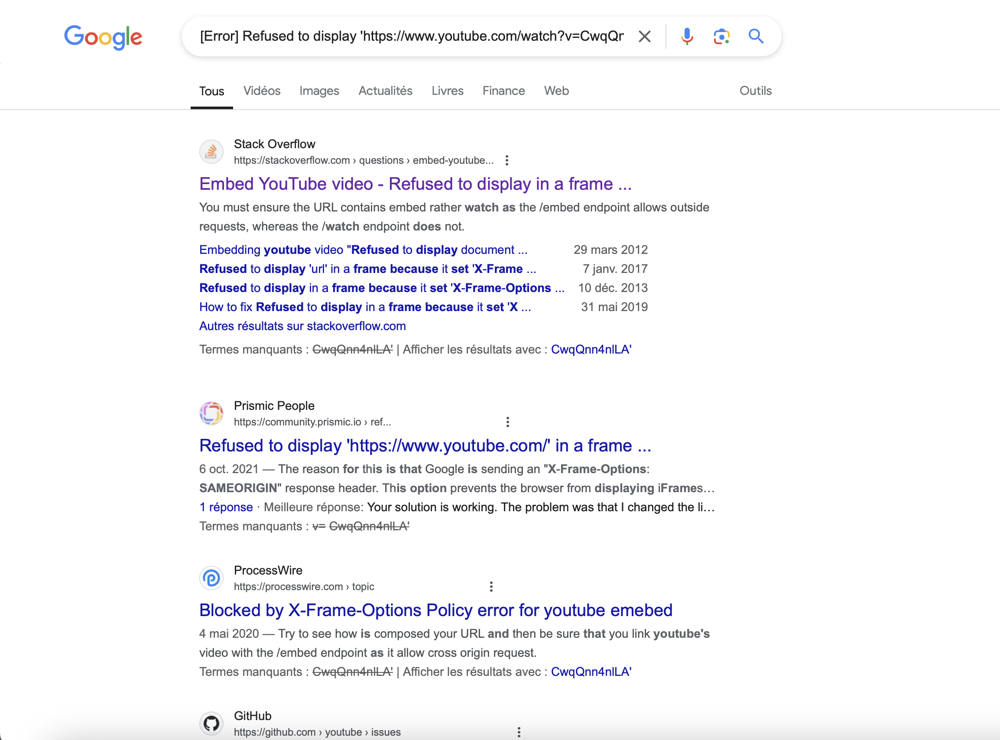 Google
[Error] Refused to display 'https://www.youtube.com/watch?v=CwqQr
Tous Vidéos Images Actualités Livres Finance Web Outils
Stack Overflow
https://stackoverflow.com › questions › embed-youtube...
Embed YouTube video - Refused to display in a frame ...
You must ensure the URL contains embed rather watch as the /embed endpoint allows outside
requests, whereas the /watch endpoint does not.
Embedding youtube video "Refused to display document ... 29 mars 2012
Refused to display 'url' in a frame because it set 'X-Frame ... 7 janv. 2017
Refused to display in a frame because it set 'X-Frame-Options ... 10 déc. 2013
How to fix Refused to display in a frame because it set 'X ... 31 mai 2019
Autres résultats sur stackoverflow.com
Termes manquants : CwqQnn4nlLA' | Afficher les résultats avec : CwqQnn4nlLA'
Prismic People
https://community.prismic.io › ref...
Refused to display 'https://www.youtube.com/' in a frame ...
6 oct. 2021 — The reason for this is that Google is sending an "X-Frame-Options:
SAMEORIGIN" response header. This option prevents the browser from displaying iFrames...
1 réponse · Meilleure réponse: Your solution is working. The problem was that I changed the li...
Termes manquants : v= CwqQnn4nlLA'
ProcessWire
https://processwire.com › topic
Blocked by X-Frame-Options Policy error for youtube emebed
4 mai 2020 — Try to see how is composed your URL and then be sure that you link youtube's
video with the /embed endpoint as it allow cross origin request.
Termes manquants : CwqQnn4nlLA' | Afficher les résultats avec : CwqQnn4nlLA'
GitHub
https://github.com › youtube › issues